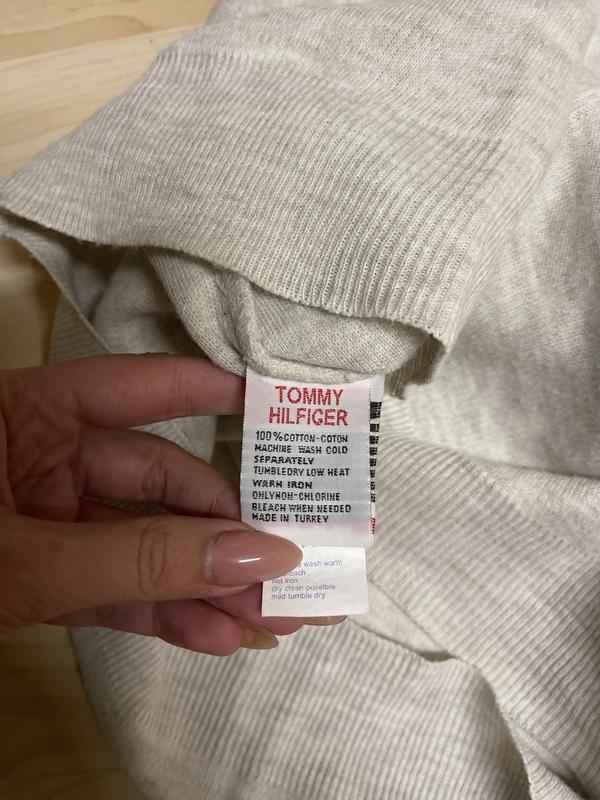 TOMMY
HILFIGER
100%COTTON-COTON
MACHINE WASH COLD
SEPARATELY
TUMBLEDRY LOW HEAT
WARM IRON
ONLYNON-CHLORINE
BLEACH WHEN NEEDED
MADE IN TURKEY
wash warm
hot iron
dry clean possible
mild tumble dry